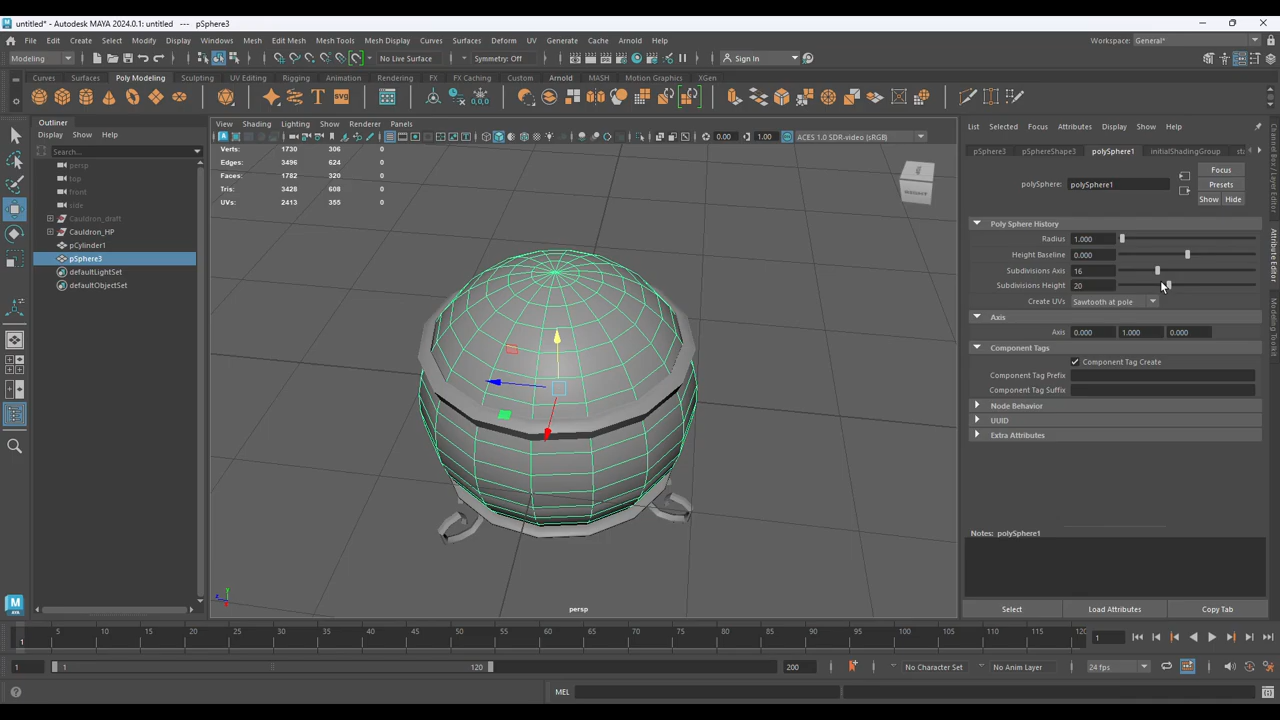 untitled* - Autodesk MAYA 2024.0.1: untitled --- pSphere3
File Edit Create Select Modify Display Windows Mesh Edit Mesh Mesh Tools Mesh Display Curves Surfaces Deform UV Generate Cache Arnold Help
Workspace: General*
Modeling No Live Surface Symmetry: Off Sign In
Curves Surfaces Poly Modeling Sculpting UV Editing Rigging Animation Rendering FX FX Caching Custom Arnold MASH Motion Graphics XGen
Outliner
Display Show Help
Search...
persp
top
front
side
Cauldron_draft
Cauldron_HP
pCylinder1
pSphere3
defaultLightSet
defaultObjectSet
View Shading Lighting Show Renderer Panels
0.00 1.00 ACES 1.0 SDR-video (sRGB)
Verts: 1730 306 0
Edges: 3496 624 0
Faces: 1782 320 0
Tris: 3428 608 0
UVs: 2413 355 0
persp
List Selected Focus Attributes Display Show Help
pSphere3 pSphereShape3 polySphere1 initialShadingGroup
polySphere: polySphere1
Focus
Presets
Show Hide
Poly Sphere History
Radius 1.000
Height Baseline 0.000
Subdivisions Axis 16
Subdivisions Height 20
Create UVs Sawtooth at pole
Axis
Axis 0.000 1.000 0.000
Component Tags
Component Tag Create
Component Tag Prefix
Component Tag Suffix
Node Behavior
UUID
Extra Attributes
Notes: polySphere1
Select Load Attributes Copy Tab
Channel Box / Layer Editor
Attribute Editor
Modeling Toolkit
1 5 10 15 20 25 30 35 40 45 50 55 60 65 70 75 80 85 90 95 100 105 110 115 120
1
1 1 120 200 No Character Set No Anim Layer 24 fps
MEL